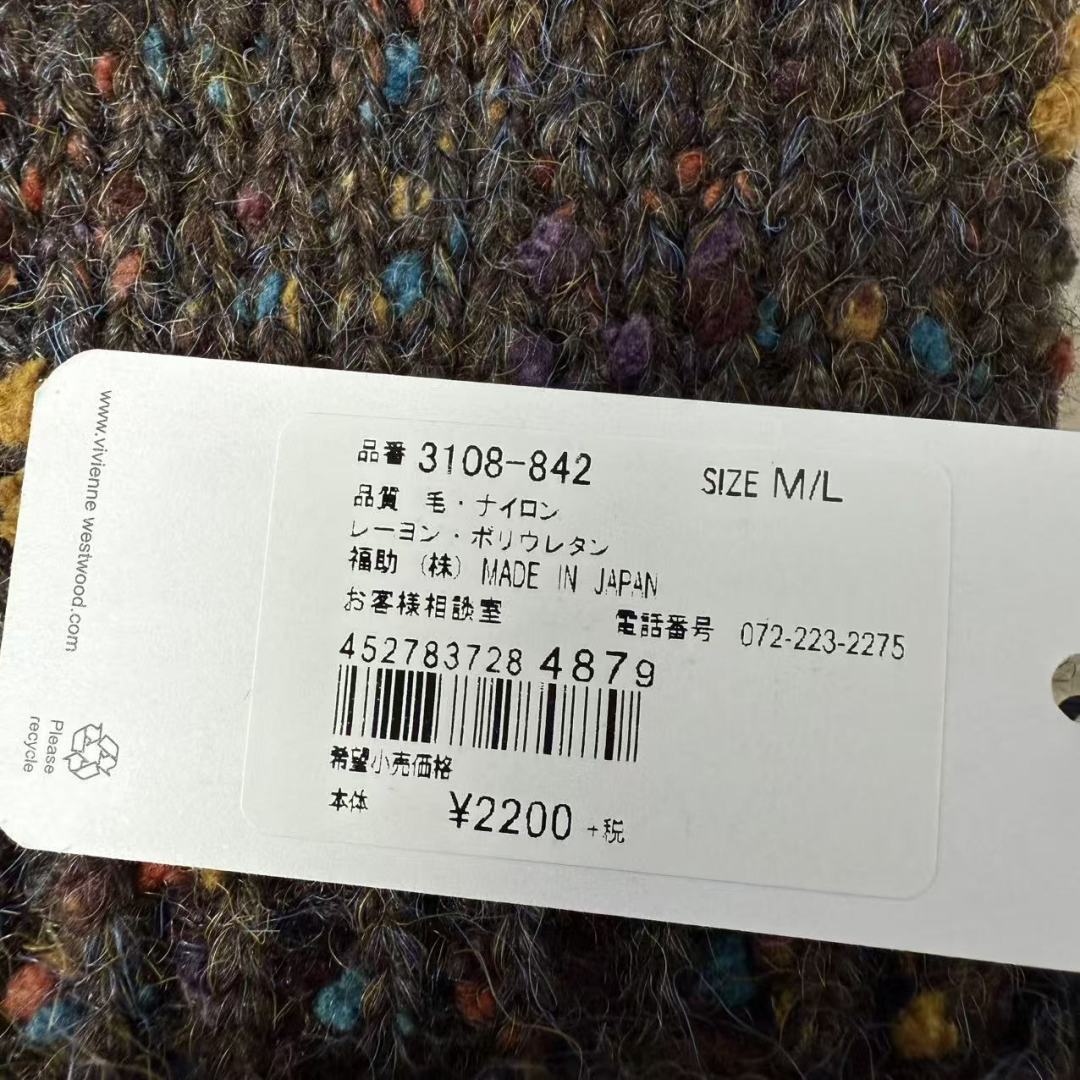 品番 3108-842 SIZE M/L
品質 毛・ナイロン
レーヨン・ポリウレタン
福助 (株) MADE IN JAPAN
お客様相談室 電話番号 072-223-2275
452783728 4879
希望小売価格
本体 ¥2200 +税
www.vivienne westwood.com
Please
recycle